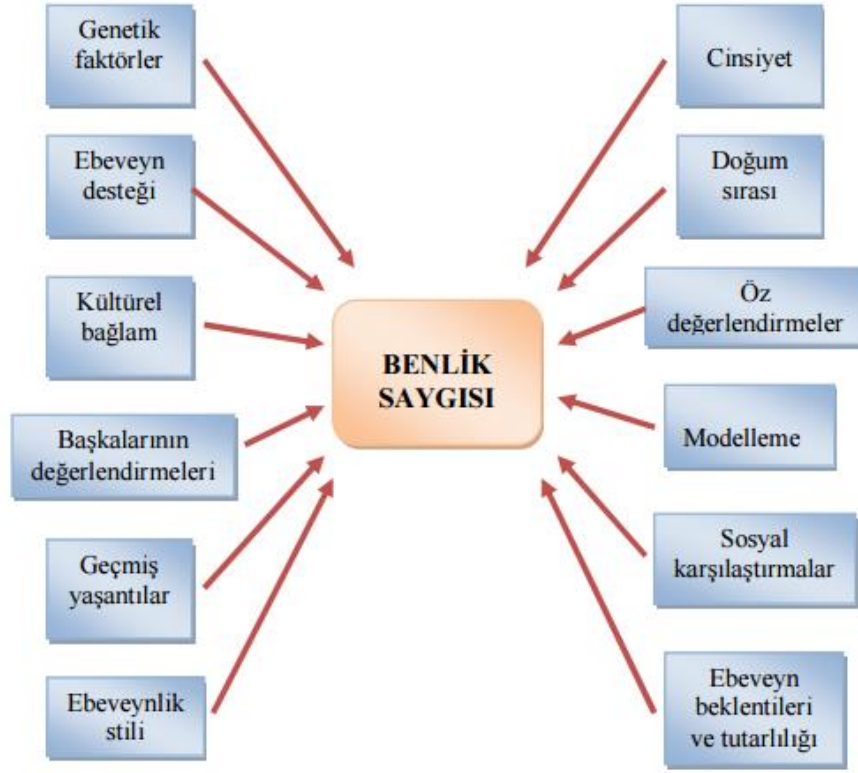 Genetik
faktörler
Cinsiyet
Ebeveyn
desteği
Doğum
sırası
Kültürel
bağlam
Öz
değerlendirmeler
BENLİK
SAYGISI
Başkalarının
değerlendirmeleri
Modelleme
Geçmiş
yaşantılar
Sosyal
karşılaştırmalar
Ebeveynlik
stili
Ebeveyn
beklentileri
ve tutarlılığı